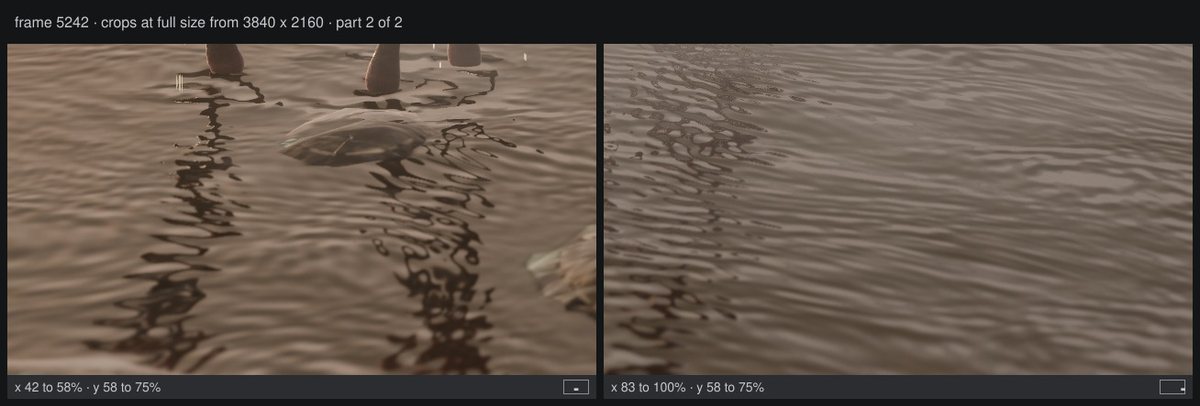 frame 5242 · crops at full size from 3840 x 2160 · part 2 of 2
x 42 to 58% · y 58 to 75%
x 83 to 100% · y 58 to 75%